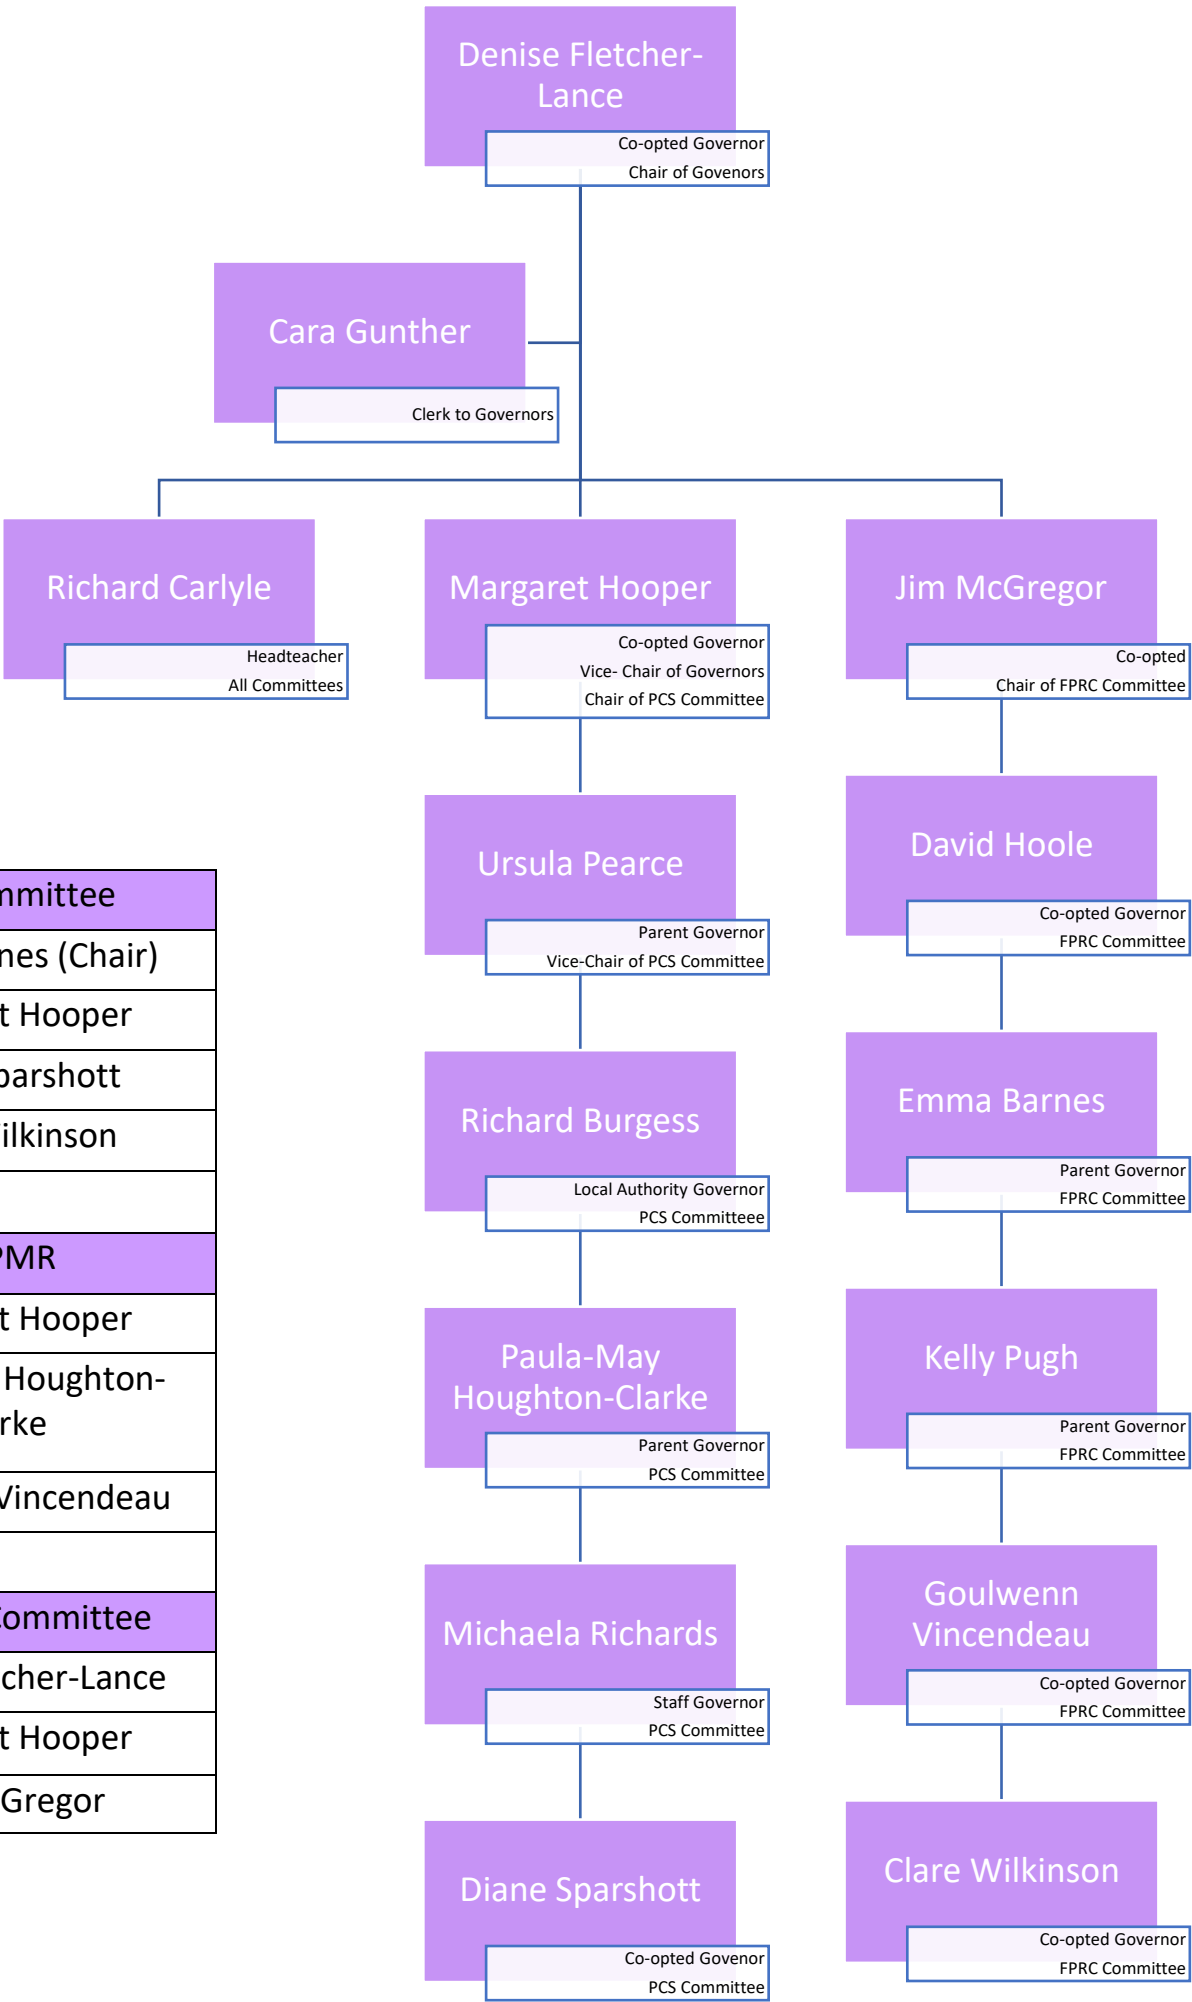 Denise Fletcher-
Lance
Co-opted Governor
Chair of Govenors
Cara Gunther
Clerk to Governors
Richard Carlyle
Headteacher
All Committees
Margaret Hooper
Co-opted Governor
Vice- Chair of Governors
Chair of PCS Committee
Jim McGregor
Co-opted
Chair of FPRC Committee
Ursula Pearce
Parent Governor
Vice-Chair of PCS Committee
Richard Burgess
Local Authority Governor
PCS Committeee
Paula-May
Houghton-Clarke
Parent Governor
PCS Committee
Michaela Richards
Staff Governor
PCS Committee
Diane Sparshott
Co-opted Govenor
PCS Committee
David Hoole
Co-opted Governor
FPRC Committee
Emma Barnes
Parent Governor
FPRC Committee
Kelly Pugh
Parent Governor
FPRC Committee
Goulwenn
Vincendeau
Co-opted Governor
FPRC Committee
Clare Wilkinson
Co-opted Governor
FPRC Committee
mmittee
nes (Chair)
t Hooper
parshott
ilkinson
PMR
t Hooper
Houghton-
rke
Vincendeau
Committee
cher-Lance
t Hooper
Gregor